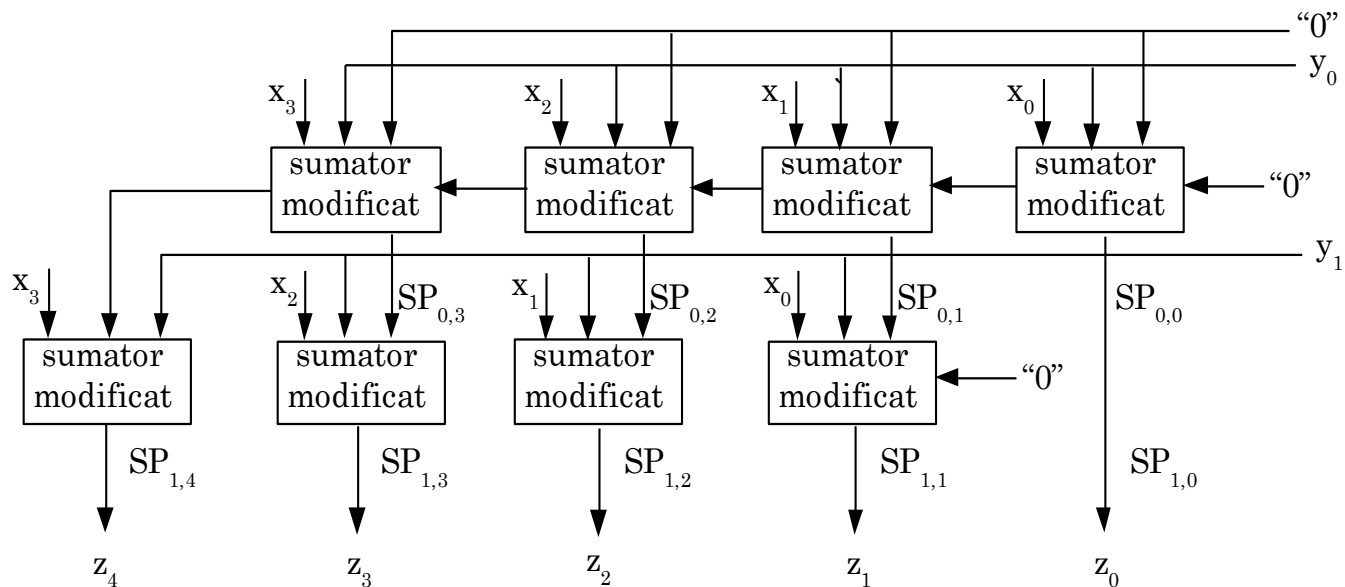 “0”
y0
x3 x2 x1 x0
sumator modificat sumator modificat sumator modificat sumator modificat “0”
y1
x3 x2 x1 x0
SP0,3 SP0,2 SP0,1 SP0,0
sumator modificat sumator modificat sumator modificat sumator modificat “0”
SP1,4 SP1,3 SP1,2 SP1,1 SP1,0
z4 z3 z2 z1 z0